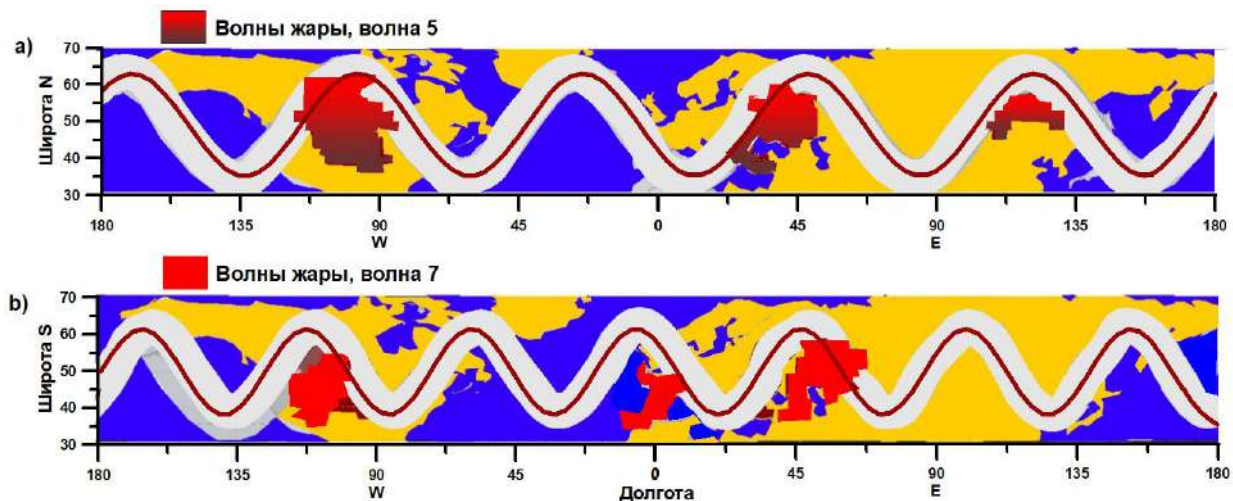 Волны жары, волна 5
a)
Широта N
70
60
50
40
30
180 135 90 45 0 45 90 135 180
W E
Волны жары, волна 7
b)
Широта S
70
60
50
40
30
180 135 90 45 0 45 90 135 180
W Долгота E